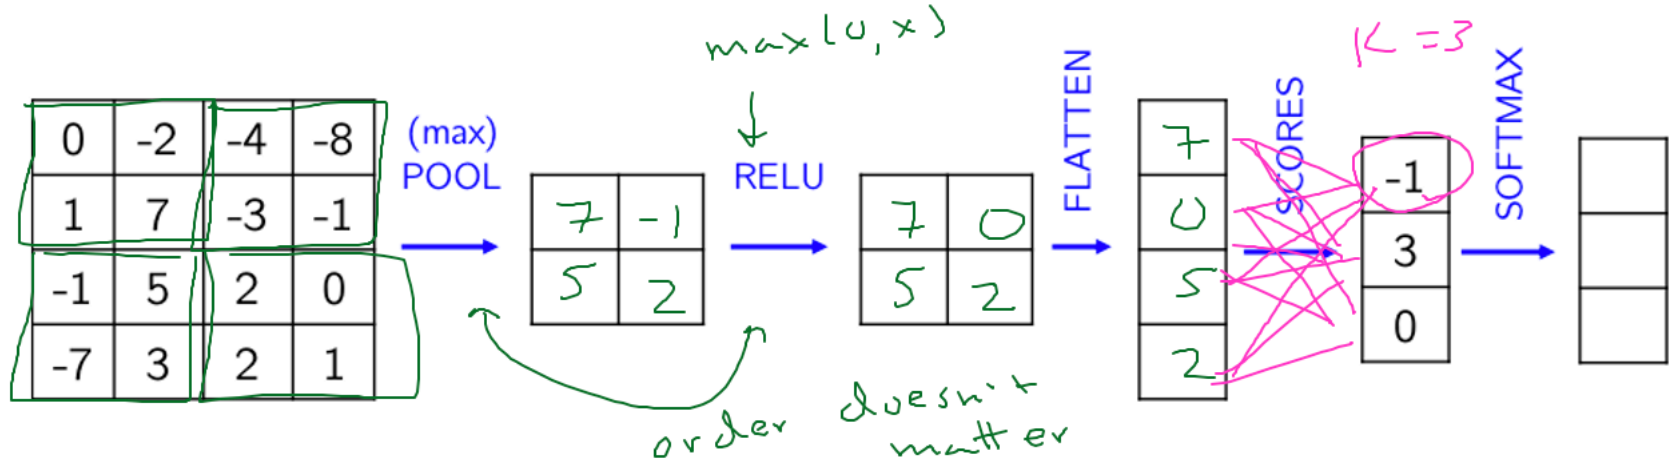 max(0,x)
K=3
(max)
POOL
RELU
FLATTEN
SCORES
SOFTMAX
0 -2 -4 -8
1 7 -3 -1
-1 5 2 0
-7 3 2 1
7 -1
5 2
7 0
5 2
7
0
5
2
-1
3
0
order doesn't
matter